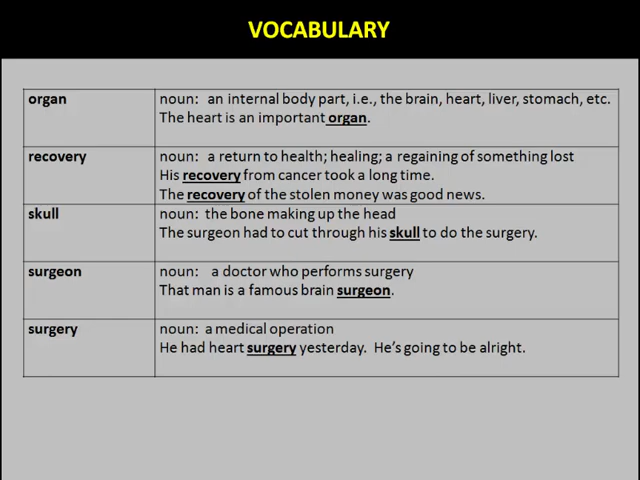 VOCABULARY
organ
noun: an internal body part, i.e., the brain, heart, liver, stomach, etc.
The heart is an important organ.
recovery
noun: a return to health; healing; a regaining of something lost
His recovery from cancer took a long time.
The recovery of the stolen money was good news.
skull
noun: the bone making up the head
The surgeon had to cut through his skull to do the surgery.
surgeon
noun: a doctor who performs surgery
That man is a famous brain surgeon.
surgery
noun: a medical operation
He had heart surgery yesterday. He's going to be alright.